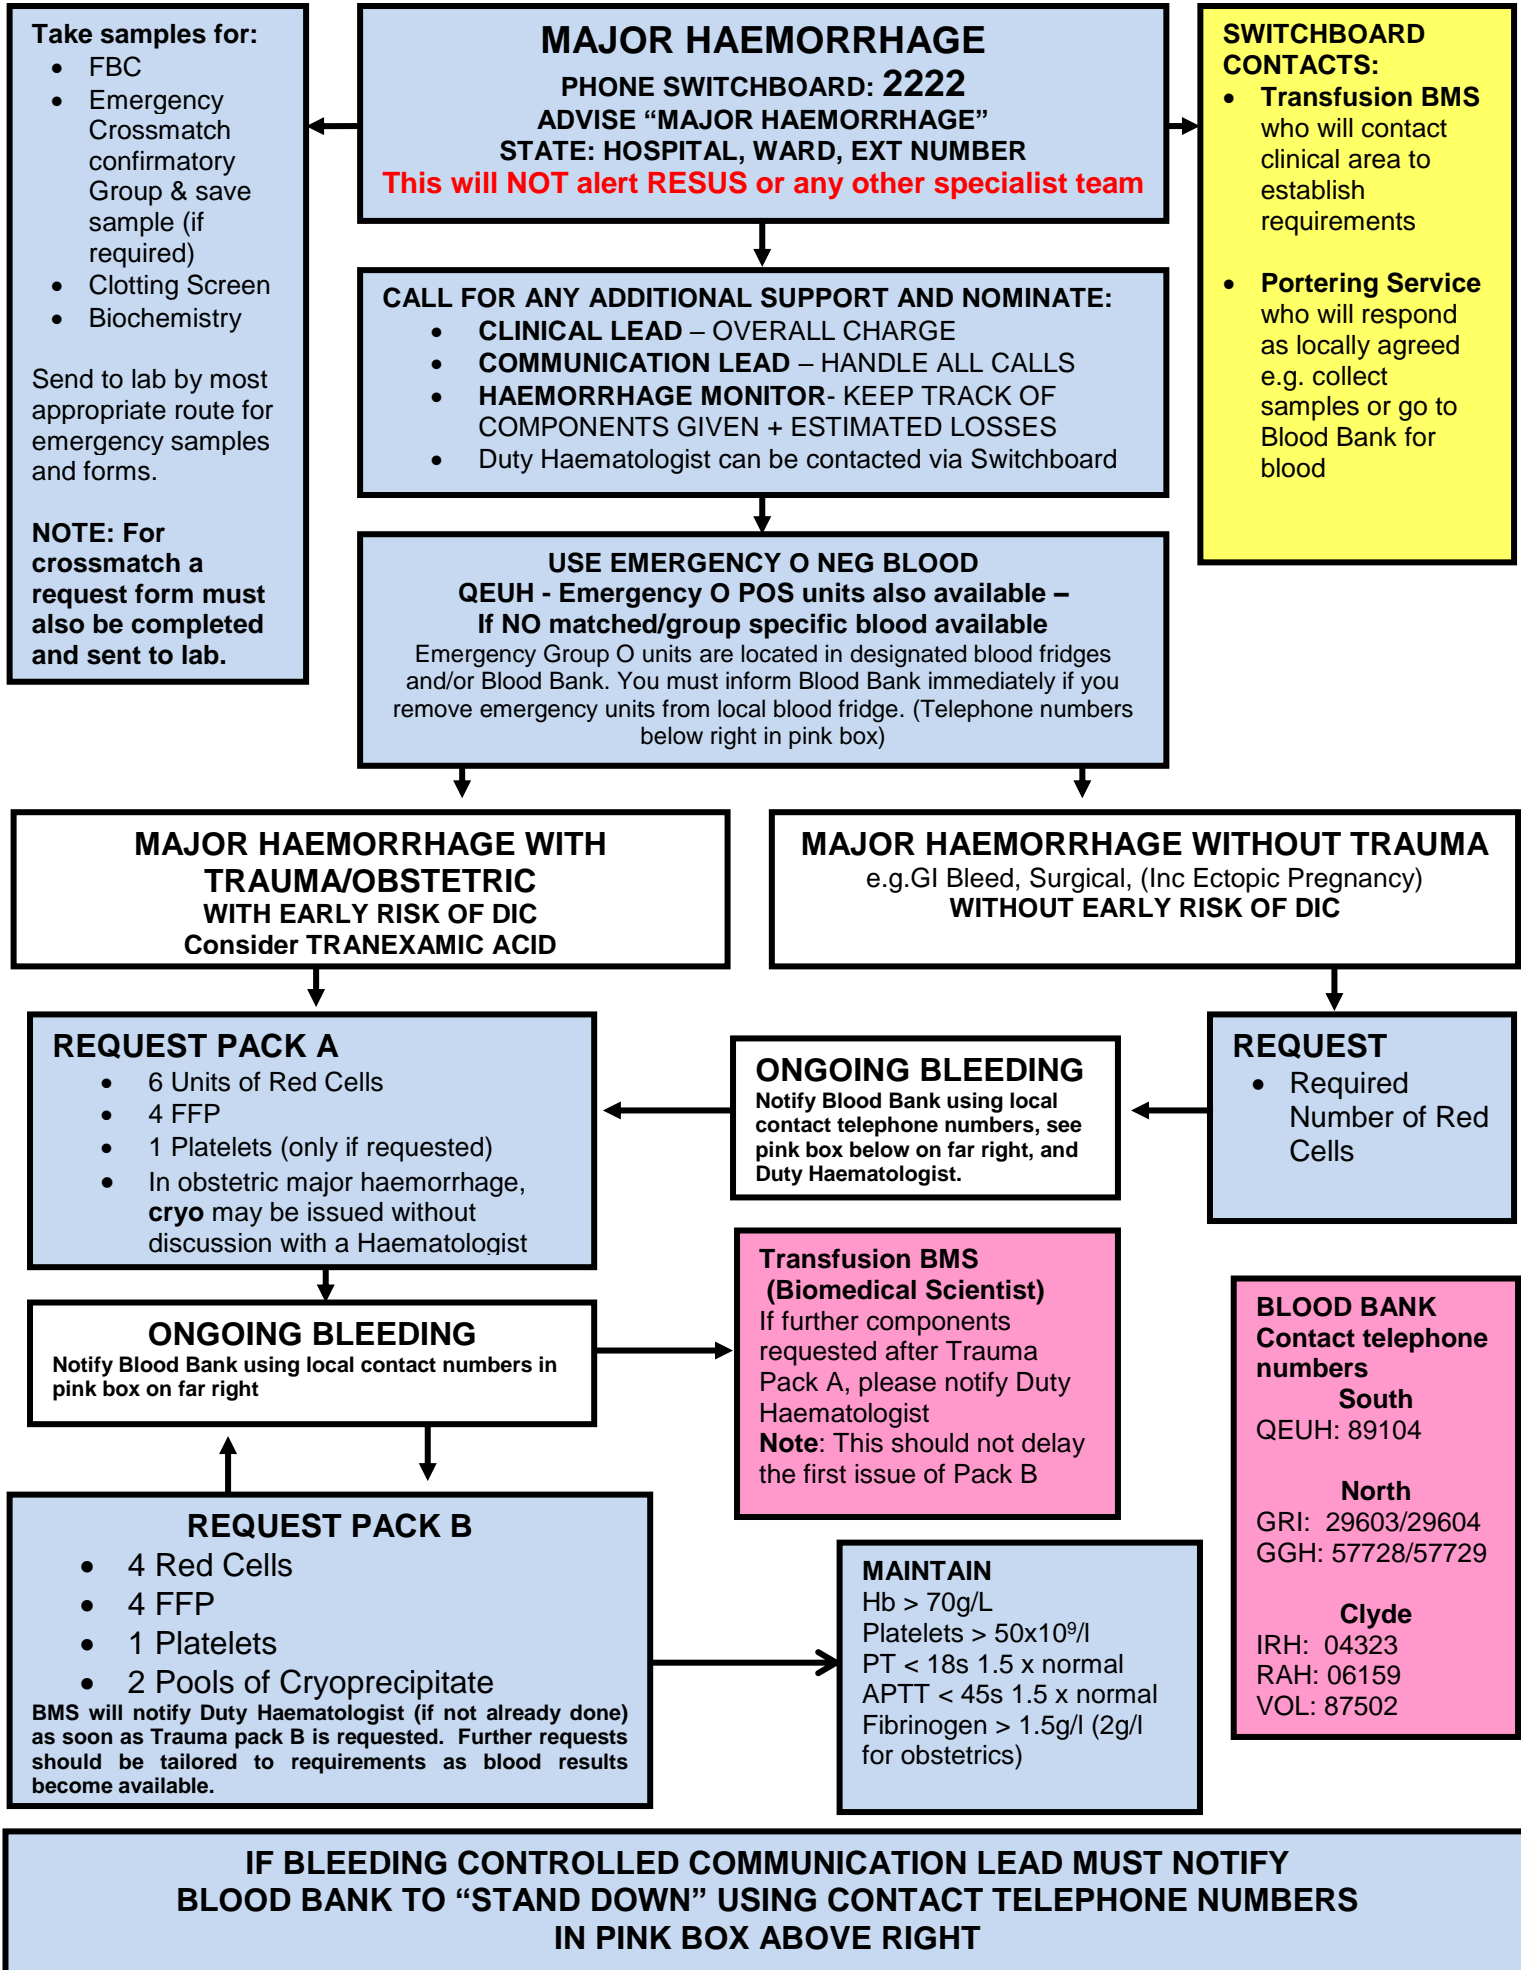 Take samples for:
• FBC
• Emergency
Crossmatch
confirmatory
Group & save
sample (if
required)
• Clotting Screen
• Biochemistry
Send to lab by most
appropriate route for
emergency samples
and forms.
NOTE: For
crossmatch a
request form must
also be completed
and sent to lab.
MAJOR HAEMORRHAGE
PHONE SWITCHBOARD: 2222
ADVISE “MAJOR HAEMORRHAGE”
STATE: HOSPITAL, WARD, EXT NUMBER
This will NOT alert RESUS or any other specialist team
SWITCHBOARD
CONTACTS:
• Transfusion BMS
who will contact
clinical area to
establish
requirements
• Portering Service
who will respond
as locally agreed
e.g. collect
samples or go to
Blood Bank for
blood
CALL FOR ANY ADDITIONAL SUPPORT AND NOMINATE:
• CLINICAL LEAD – OVERALL CHARGE
• COMMUNICATION LEAD – HANDLE ALL CALLS
• HAEMORRHAGE MONITOR- KEEP TRACK OF
COMPONENTS GIVEN + ESTIMATED LOSSES
• Duty Haematologist can be contacted via Switchboard
USE EMERGENCY O NEG BLOOD
QEUH - Emergency O POS units also available –
If NO matched/group specific blood available
Emergency Group O units are located in designated blood fridges
and/or Blood Bank. You must inform Blood Bank immediately if you
remove emergency units from local blood fridge. (Telephone numbers
below right in pink box)
MAJOR HAEMORRHAGE WITH
TRAUMA/OBSTETRIC
WITH EARLY RISK OF DIC
Consider TRANEXAMIC ACID
MAJOR HAEMORRHAGE WITHOUT TRAUMA
e.g.GI Bleed, Surgical, (Inc Ectopic Pregnancy)
WITHOUT EARLY RISK OF DIC
REQUEST PACK A
• 6 Units of Red Cells
• 4 FFP
• 1 Platelets (only if requested)
• In obstetric major haemorrhage,
cryo may be issued without
discussion with a Haematologist
ONGOING BLEEDING
Notify Blood Bank using local
contact telephone numbers, see
pink box below on far right, and
Duty Haematologist.
REQUEST
• Required
Number of Red
Cells
ONGOING BLEEDING
Notify Blood Bank using local contact numbers in
pink box on far right
Transfusion BMS
(Biomedical Scientist)
If further components
requested after Trauma
Pack A, please notify Duty
Haematologist
Note: This should not delay
the first issue of Pack B
BLOOD BANK
Contact telephone
numbers
South
QEUH: 89104
North
GRI: 29603/29604
GGH: 57728/57729
Clyde
IRH: 04323
RAH: 06159
VOL: 87502
REQUEST PACK B
• 4 Red Cells
• 4 FFP
• 1 Platelets
• 2 Pools of Cryoprecipitate
BMS will notify Duty Haematologist (if not already done)
as soon as Trauma pack B is requested. Further requests
should be tailored to requirements as blood results
become available.
MAINTAIN
Hb > 70g/L
Platelets > 50x10⁹/l
PT < 18s 1.5 x normal
APTT < 45s 1.5 x normal
Fibrinogen > 1.5g/l (2g/l
for obstetrics)
IF BLEEDING CONTROLLED COMMUNICATION LEAD MUST NOTIFY
BLOOD BANK TO “STAND DOWN” USING CONTACT TELEPHONE NUMBERS
IN PINK BOX ABOVE RIGHT